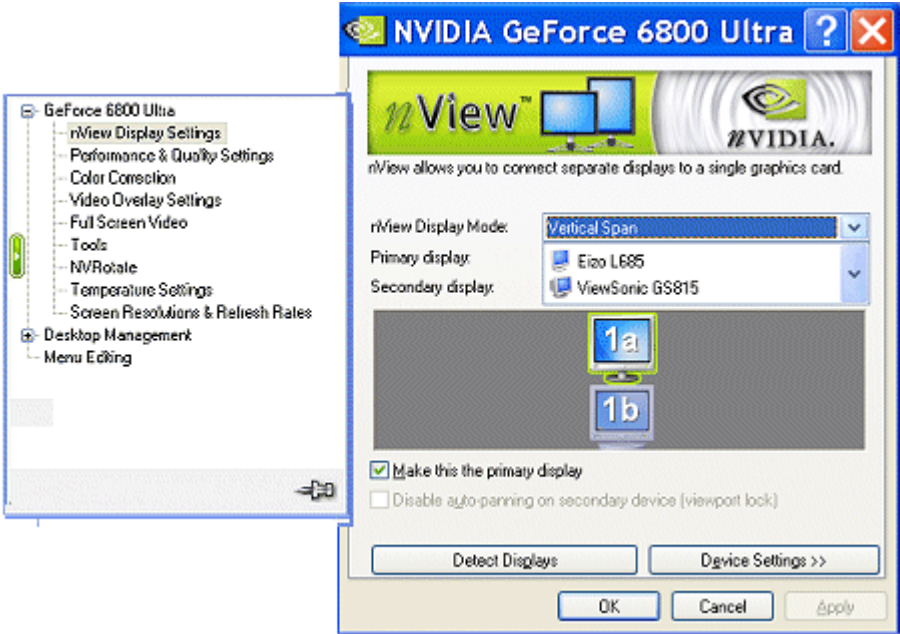 NVIDIA GeForce 6800 Ultra
nView™
NVIDIA.
nView allows you to connect separate displays to a single graphics card.
nView Display Mode: Vertical Span
Primary display: Eizo L685
Secondary display: ViewSonic GS815
1a
1b
Make this the primary display
Disable auto-panning on secondary device (viewport lock)
Detect Displays Device Settings >>
OK Cancel Apply
GeForce 6800 Ultra
nView Display Settings
Performance & Quality Settings
Color Correction
Video Overlay Settings
Full Screen Video
Tools
NVRotate
Temperature Settings
Screen Resolutions & Refresh Rates
Desktop Management
Menu Editing